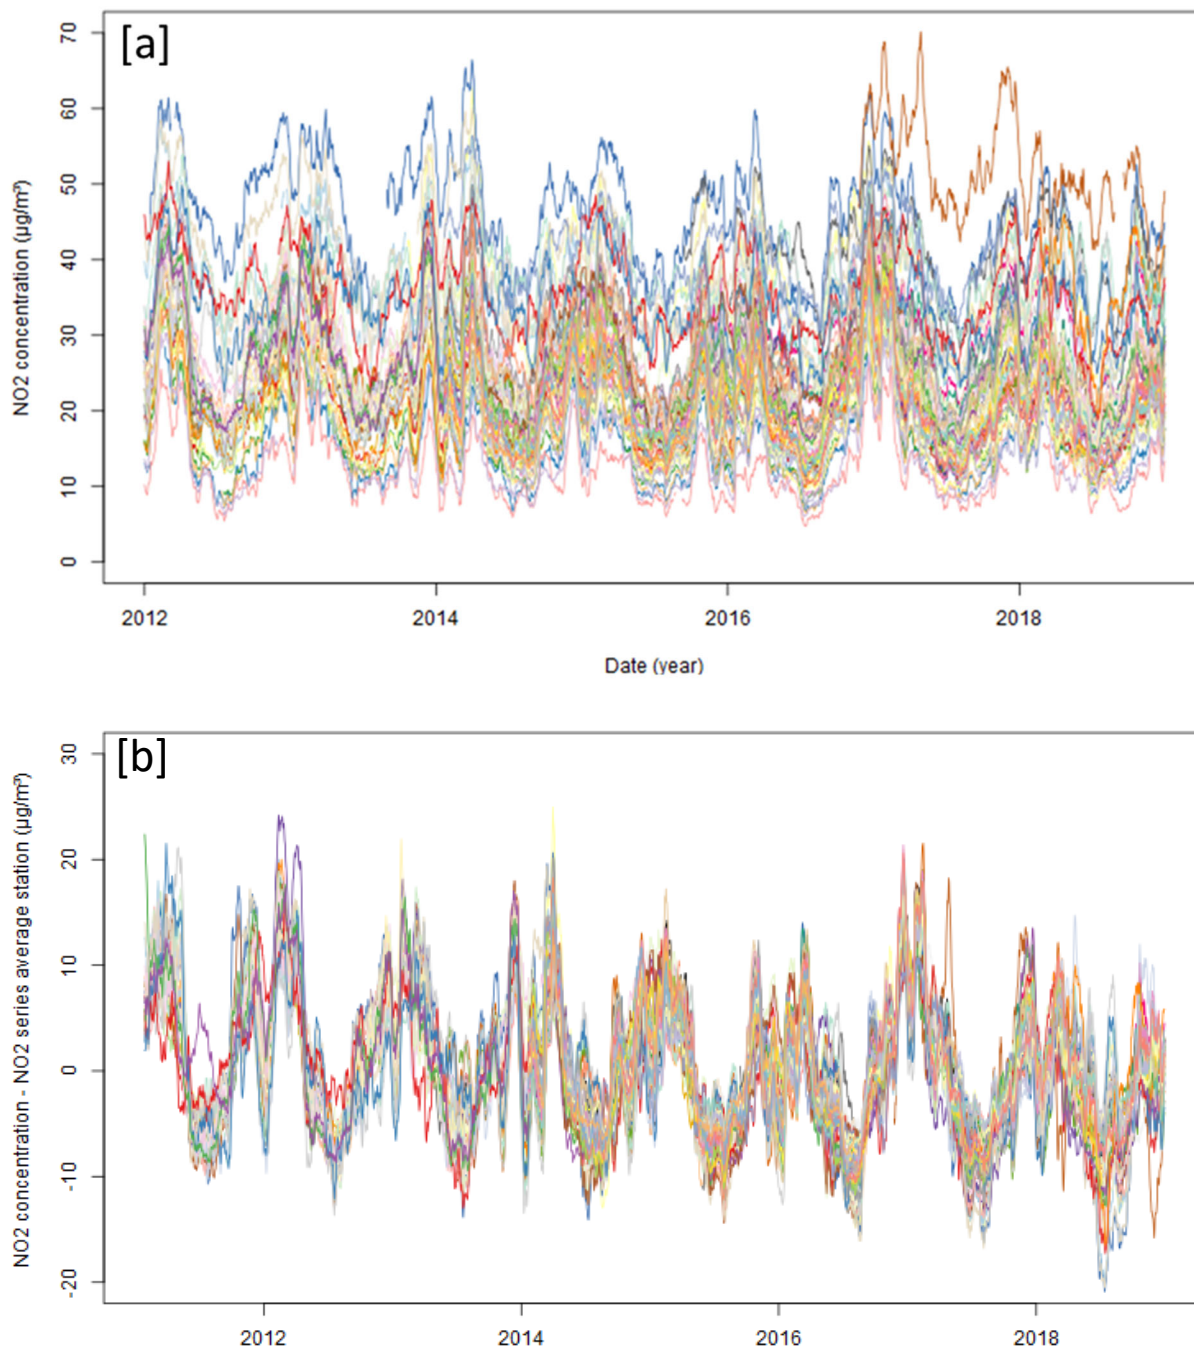 [a]
70
60
50
40
30
20
10
0
NO2 concentration (µg/m³)
2012 2014 2016 2018
Date (year)
[b]
30
20
10
0
-10
-20
NO2 concentration - NO2 series average station (µg/m³)
2012 2014 2016 2018